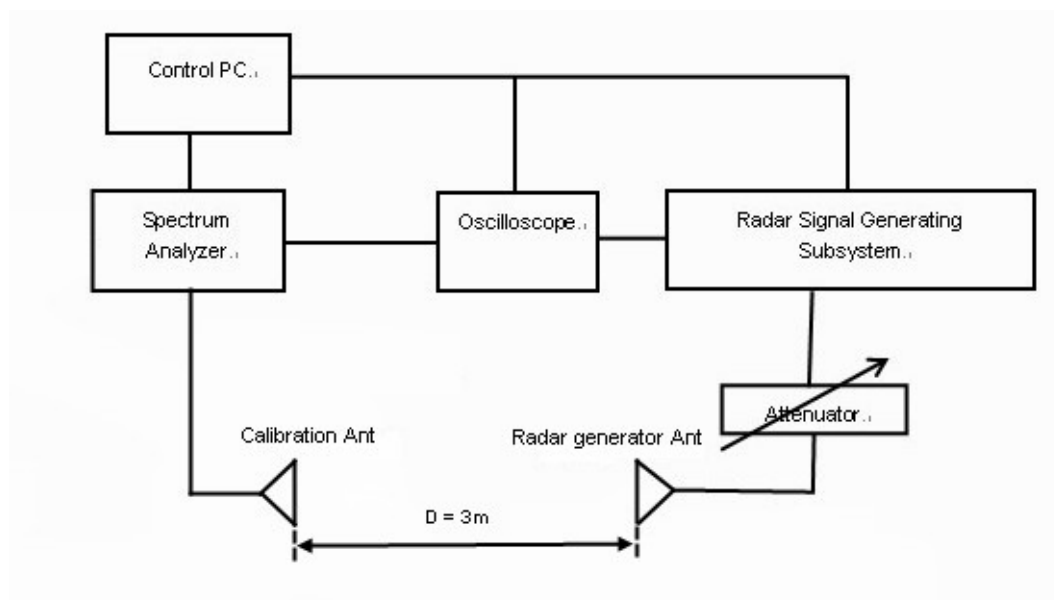 Control PC
Spectrum
Analyzer
Oscilloscope
Radar Signal Generating
Subsystem
Attenuator
Calibration Ant
Radar generator Ant
D = 3m